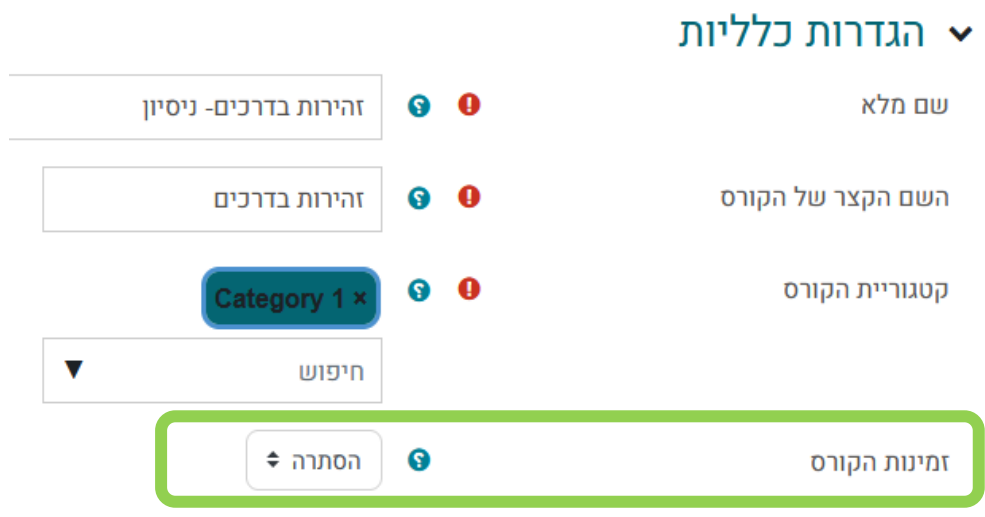 הגדרות כלליות
שם מלא
זהירות בדרכים- ניסיון
השם הקצר של הקורס
זהירות בדרכים
קטגוריית הקורס
Category 1 ×
חיפוש
זמינות הקורס
הסתרה